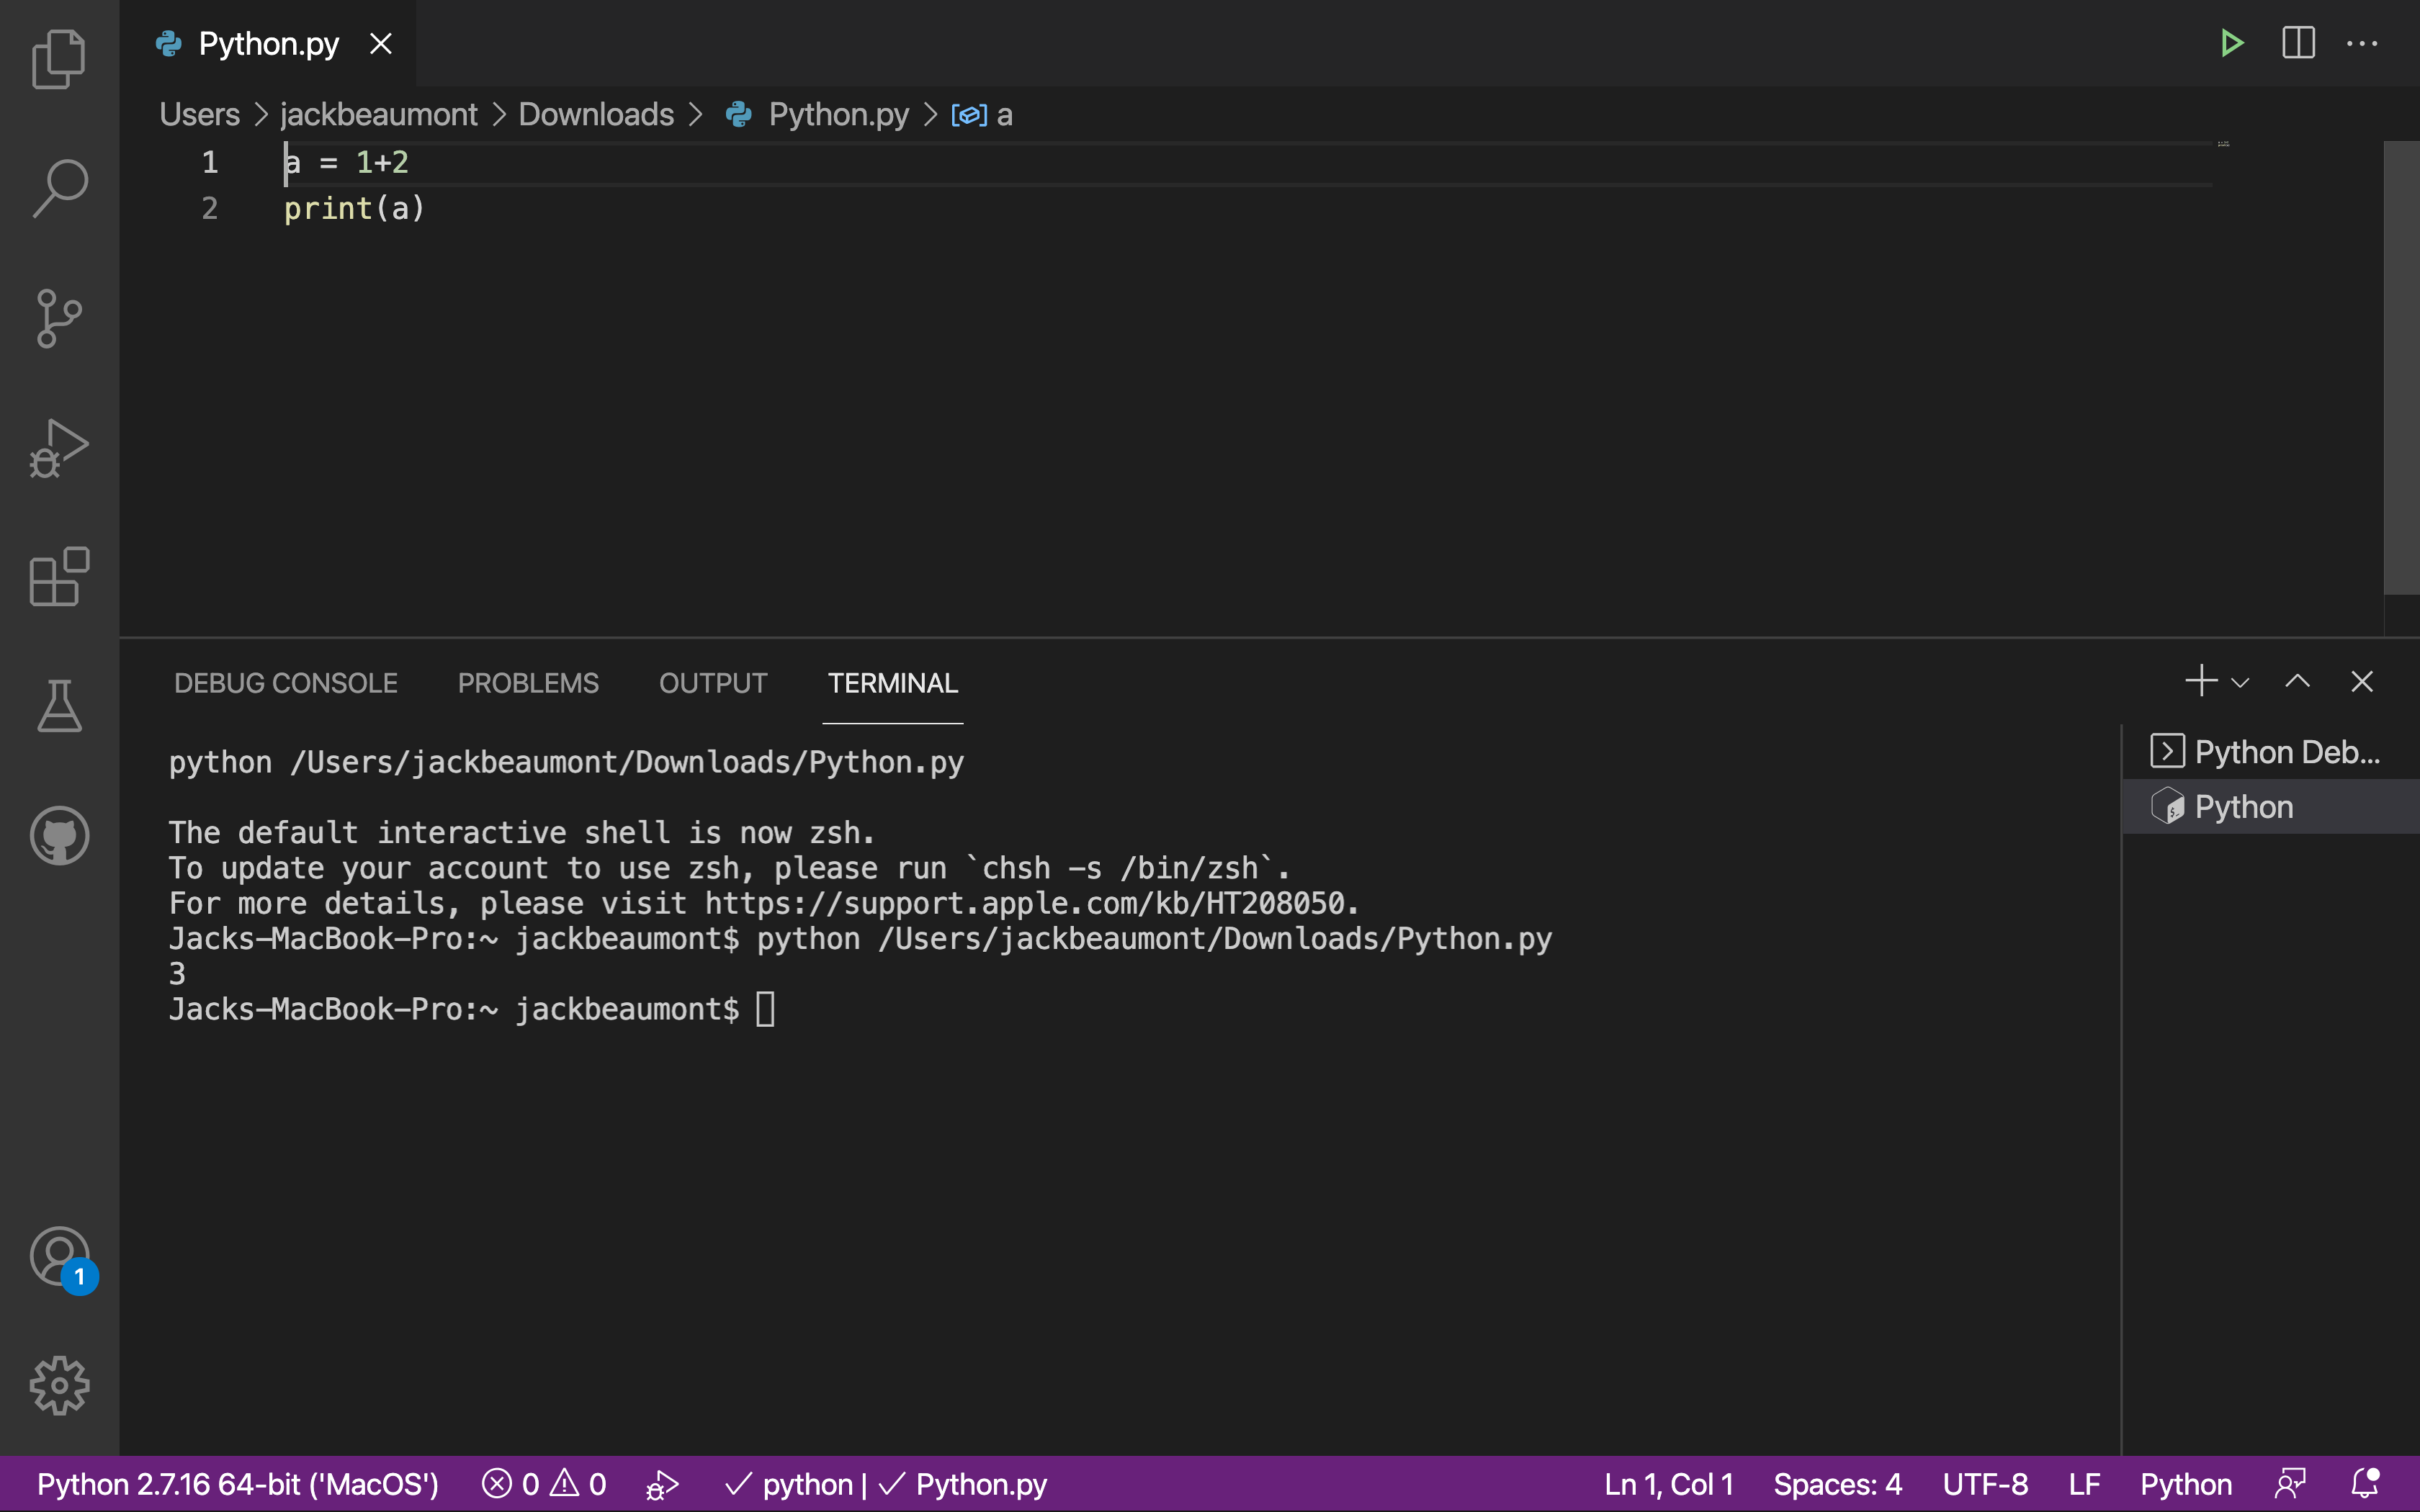 Python.py
Users > jackbeaumont > Downloads > Python.py > a
1 a = 1+2
2 print(a)
DEBUG CONSOLE PROBLEMS OUTPUT TERMINAL
python /Users/jackbeaumont/Downloads/Python.py
The default interactive shell is now zsh.
To update your account to use zsh, please run `chsh -s /bin/zsh`.
For more details, please visit https://support.apple.com/kb/HT208050.
Jacks-MacBook-Pro:~ jackbeaumont$ python /Users/jackbeaumont/Downloads/Python.py
3
Jacks-MacBook-Pro:~ jackbeaumont$
Python Deb...
Python
1
Python 2.7.16 64-bit ('MacOS') 0 0 python | Python.py Ln 1, Col 1 Spaces: 4 UTF-8 LF Python